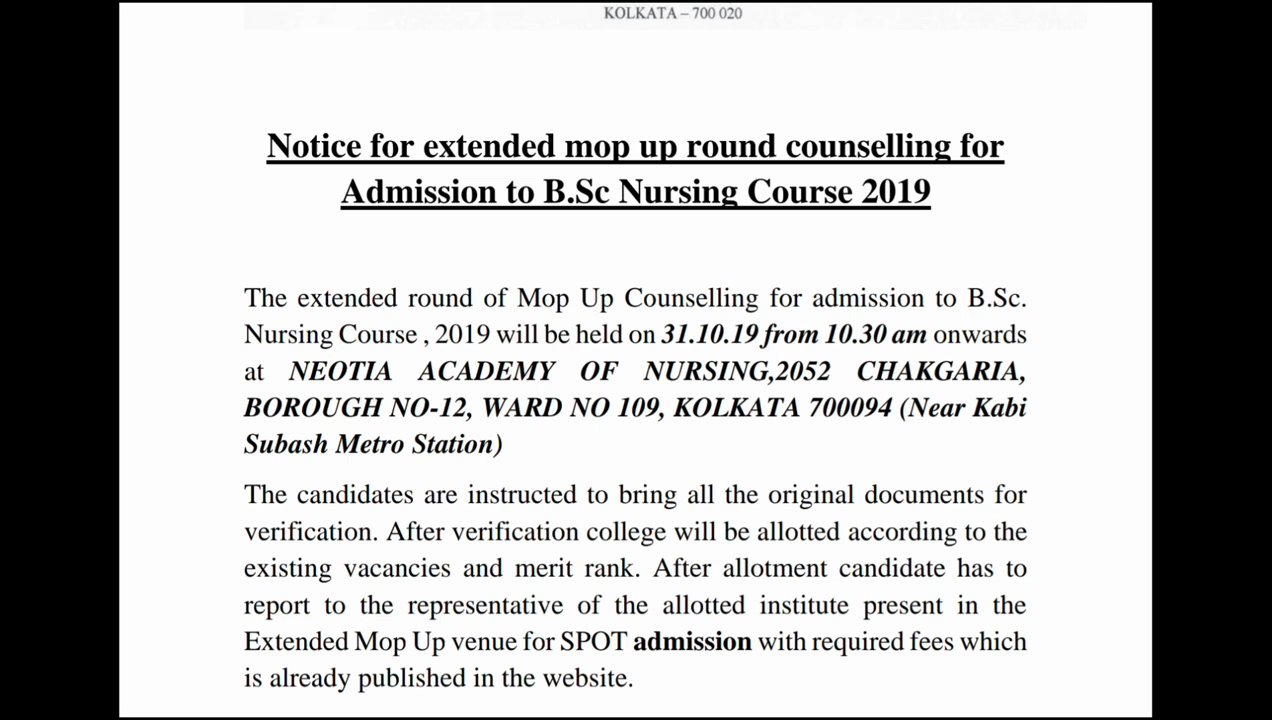 KOLKATA – 700 020
Notice for extended mop up round counselling for
Admission to B.Sc Nursing Course 2019
The extended round of Mop Up Counselling for admission to B.Sc.
Nursing Course , 2019 will be held on 31.10.19 from 10.30 am onwards
at NEOTIA ACADEMY OF NURSING,2052 CHAKGARIA,
BOROUGH NO-12, WARD NO 109, KOLKATA 700094 (Near Kabi
Subash Metro Station)
The candidates are instructed to bring all the original documents for
verification. After verification college will be allotted according to the
existing vacancies and merit rank. After allotment candidate has to
report to the representative of the allotted institute present in the
Extended Mop Up venue for SPOT admission with required fees which
is already published in the website.